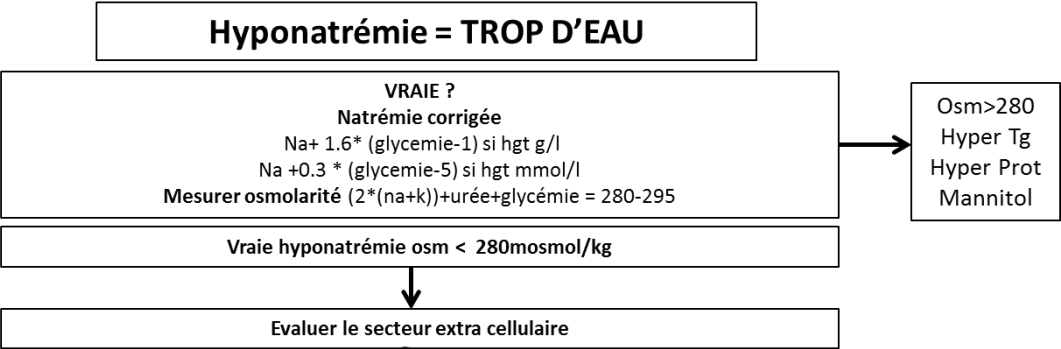 Hyponatrémie = TROP D'EAU
VRAIE ?
Natrémie corrigée
Na+ 1.6* (glycemie-1) si hgt g/l
Na +0.3 * (glycemie-5) si hgt mmol/l
Mesurer osmolarité (2*(na+k))+urée+glycémie = 280-295
Osm>280
Hyper Tg
Hyper Prot
Mannitol
Vraie hyponatrémie osm < 280mosmol/kg
Evaluer le secteur extra cellulaire